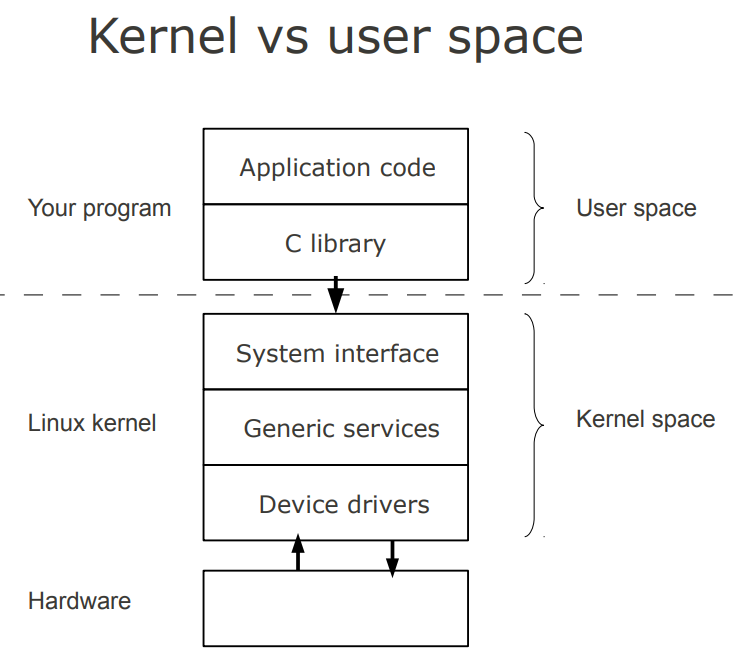 Kernel vs user space
Application code
Your program
User space
C library
System interface
Linux kernel
Generic services
Kernel space
Device drivers
Hardware